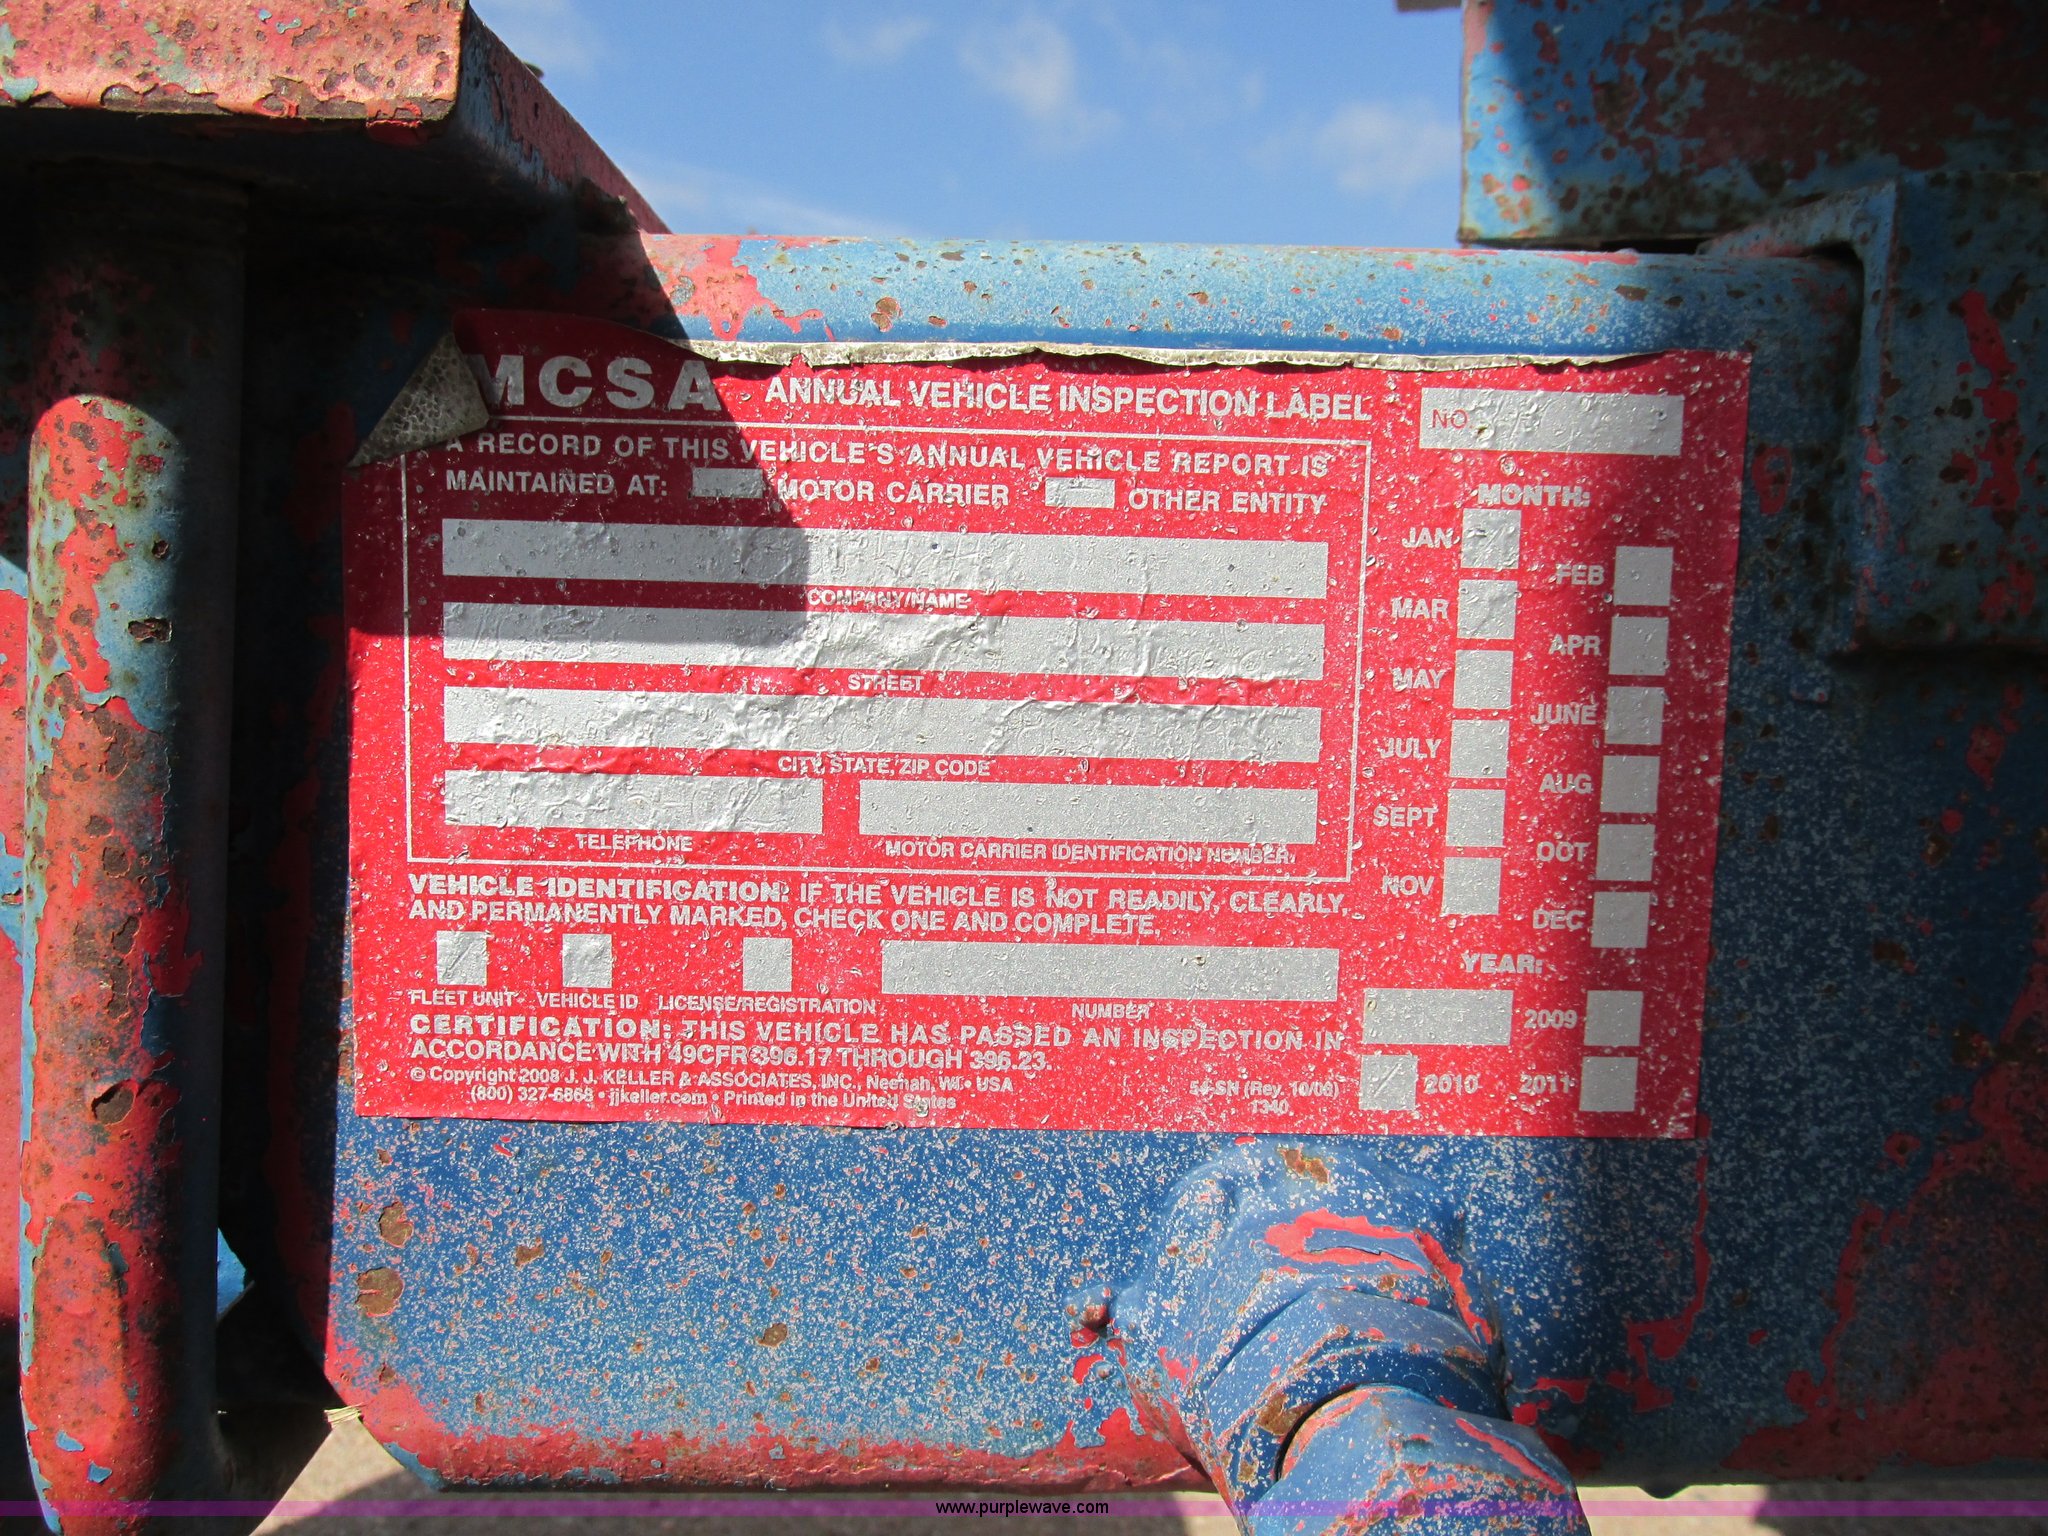 MCSA ANNUAL VEHICLE INSPECTION LABEL
NO.
A RECORD OF THIS VEHICLE'S ANNUAL VEHICLE REPORT IS
MAINTAINED AT: MOTOR CARRIER OTHER ENTITY
COMPANY/NAME
STREET
CITY, STATE, ZIP CODE
TELEPHONE
MOTOR CARRIER IDENTIFICATION NUMBER
VEHICLE IDENTIFICATION: IF THE VEHICLE IS NOT READILY, CLEARLY,
AND PERMANENTLY MARKED, CHECK ONE AND COMPLETE.
FLEET UNIT VEHICLE ID LICENSE/REGISTRATION NUMBER
CERTIFICATION: THIS VEHICLE HAS PASSED AN INSPECTION IN
ACCORDANCE WITH 49CFR 396.17 THROUGH 396.23.
© Copyright 2008 J. J. KELLER & ASSOCIATES, INC., Neenah, WI • USA
(800) 327-6868 • jjkeller.com • Printed in the United States
(Rev. 10/08)
1340
MONTH:
JAN
FEB
MAR
APR
MAY
JUNE
JULY
AUG
SEPT
OCT
NOV
DEC
YEAR:
2009
2010 2011
www.purplewave.com